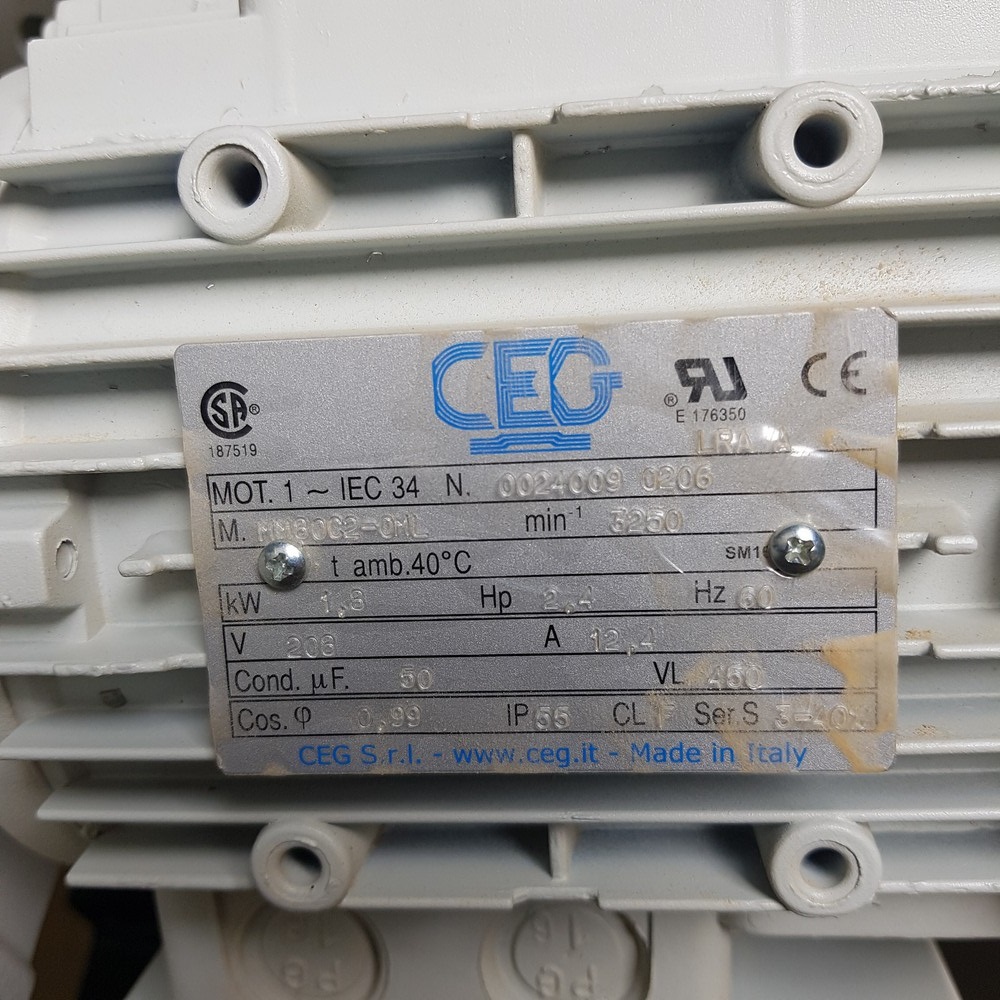 CEG
SA ®
187519
® RU
E 176350
CE
LRA A
MOT. 1 ~ IEC 34 N. 0024009 0206
M. min⁻¹ 3250
t amb.40°C
kW 1,8 Hp 2,4 Hz 60
V A 12,4
Cond. µF. 50 VL 450
Cos. φ 0,99 IP 55 CL F Ser.S
CEG S.r.l. - www.ceg.it - Made in Italy